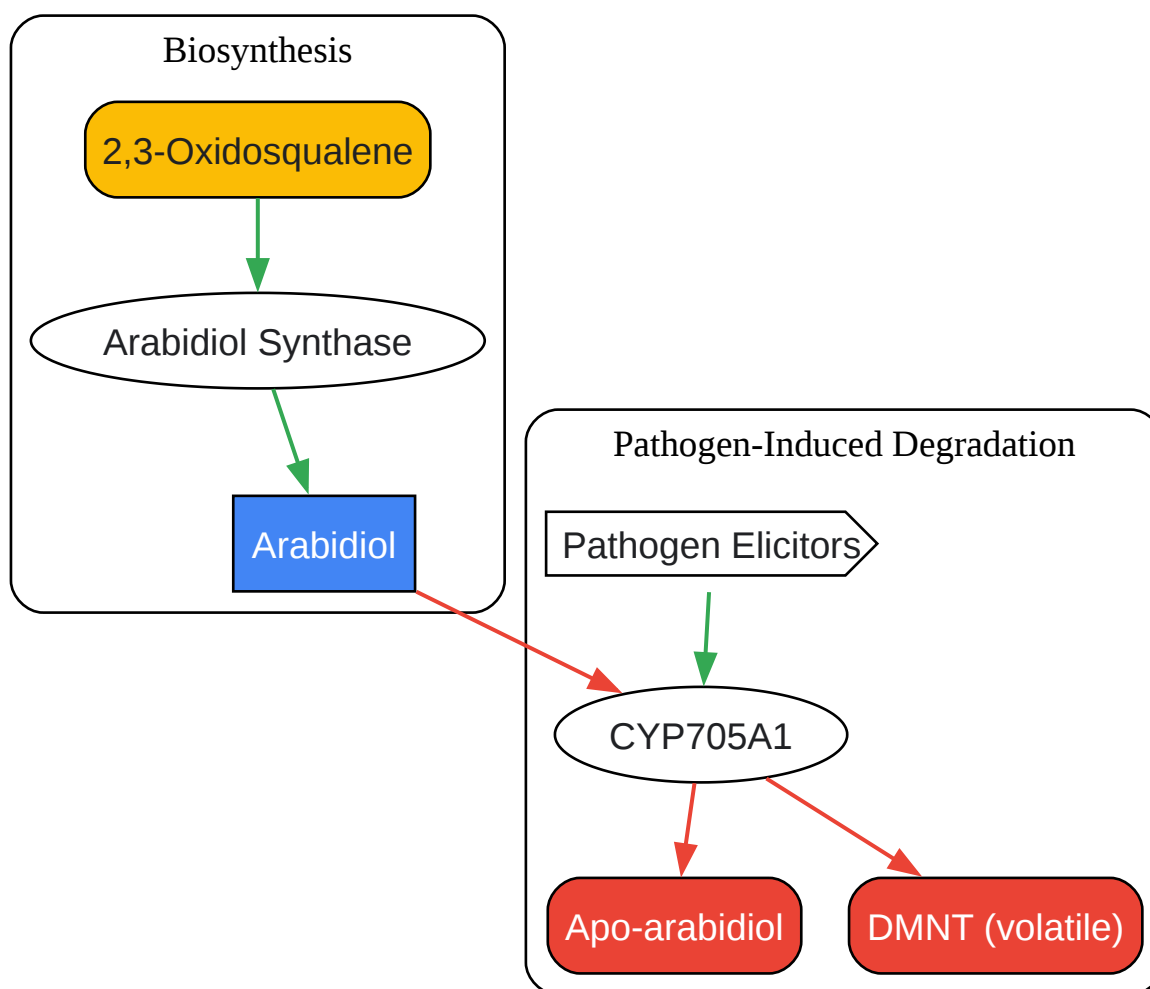 Biosynthesis
2,3-Oxidosqualene
Arabidiol Synthase
Arabidiol
Pathogen-Induced Degradation
Pathogen Elicitors
CYP705A1
Apo-arabidiol
DMNT (volatile)